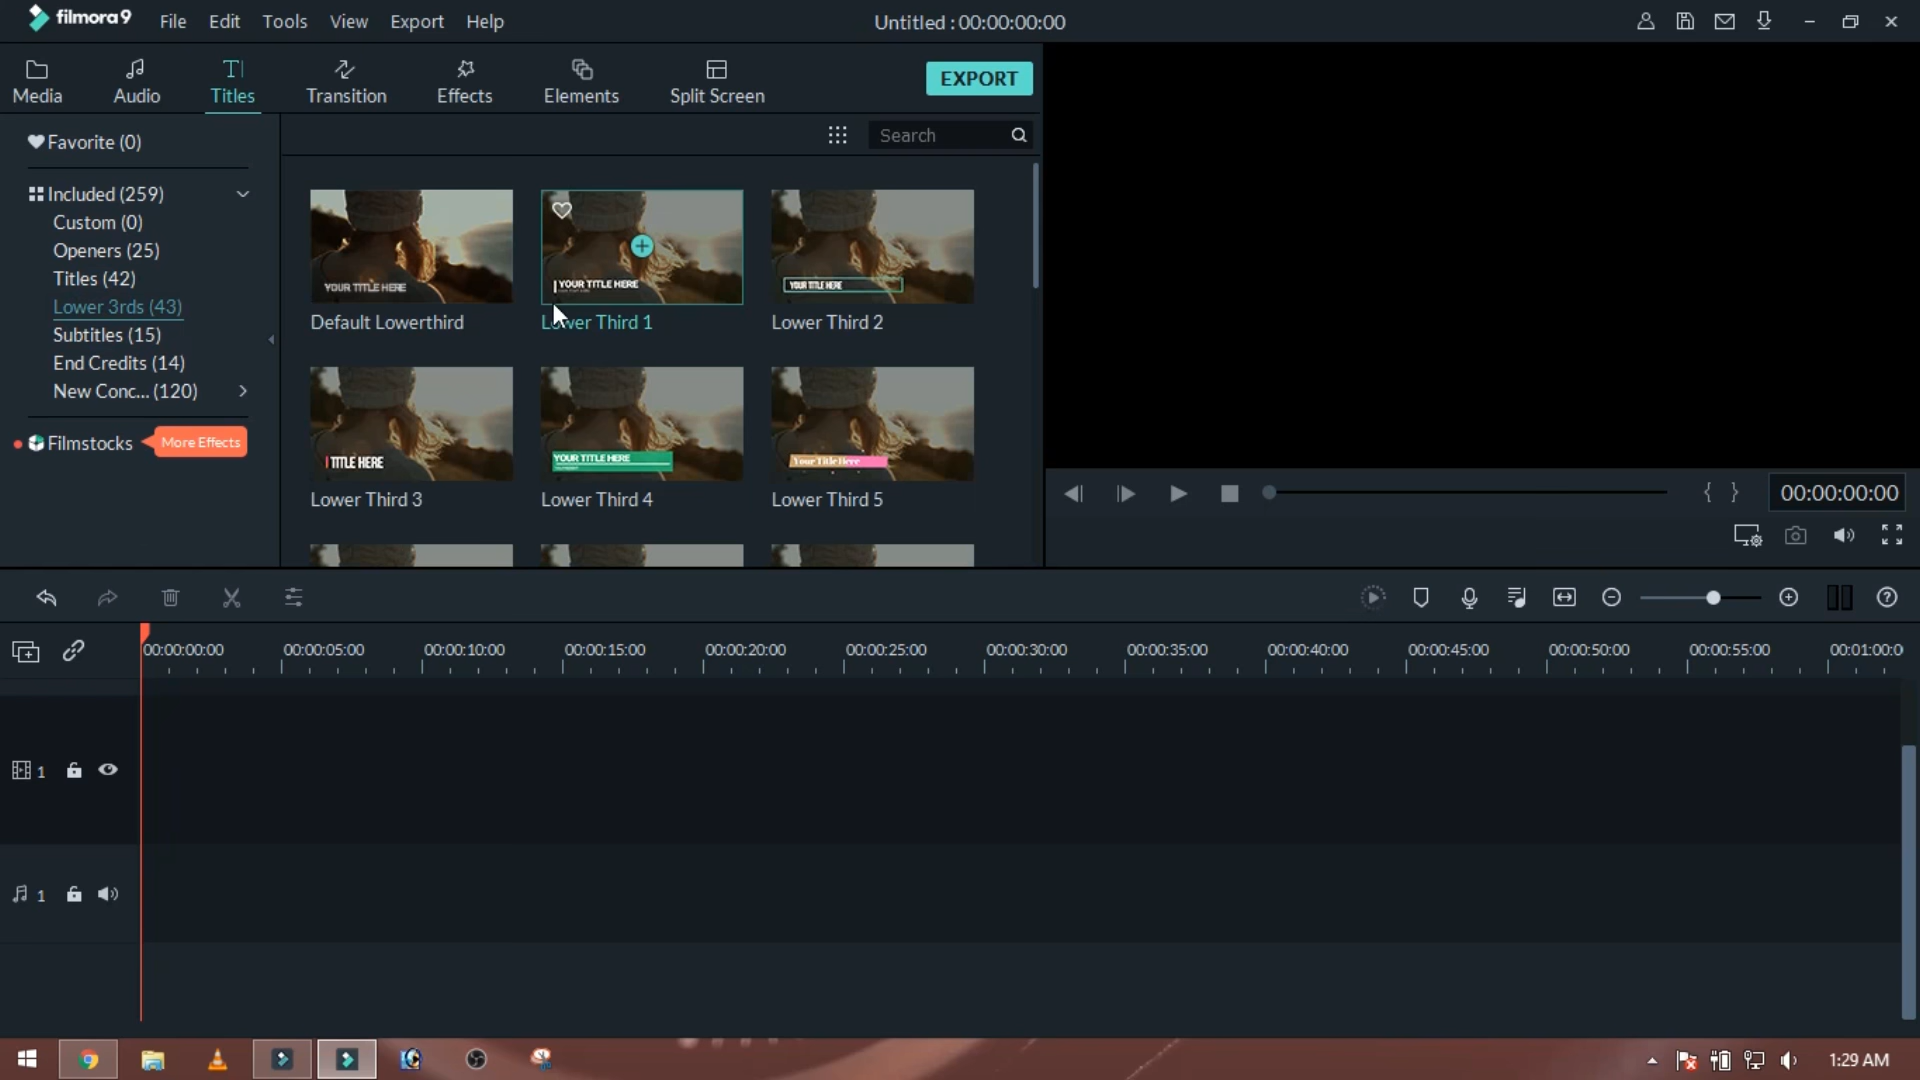 filmora9 File Edit Tools View Export Help Untitled : 00:00:00:00
Media Audio Titles Transition Effects Elements Split Screen EXPORT
Favorite (0)
Search
Included (259)
Custom (0)
Openers (25)
Titles (42)
Lower 3rds (43)
Subtitles (15)
End Credits (14)
New Conc... (120)
Filmstocks More Effects
YOUR TITLE HERE
YOUR TITLE HERE
YOUR TITLE HERE
Default Lowerthird Lower Third 1 Lower Third 2
TITLE HERE
YOUR TITLE HERE
Your Title Here
Lower Third 3 Lower Third 4 Lower Third 5
{ } 00:00:00:00
00:00:00:00 00:00:05:00 00:00:10:00 00:00:15:00 00:00:20:00 00:00:25:00 00:00:30:00 00:00:35:00 00:00:40:00 00:00:45:00 00:00:50:00 00:00:55:00 00:01:00:0
1
1
1:29 AM